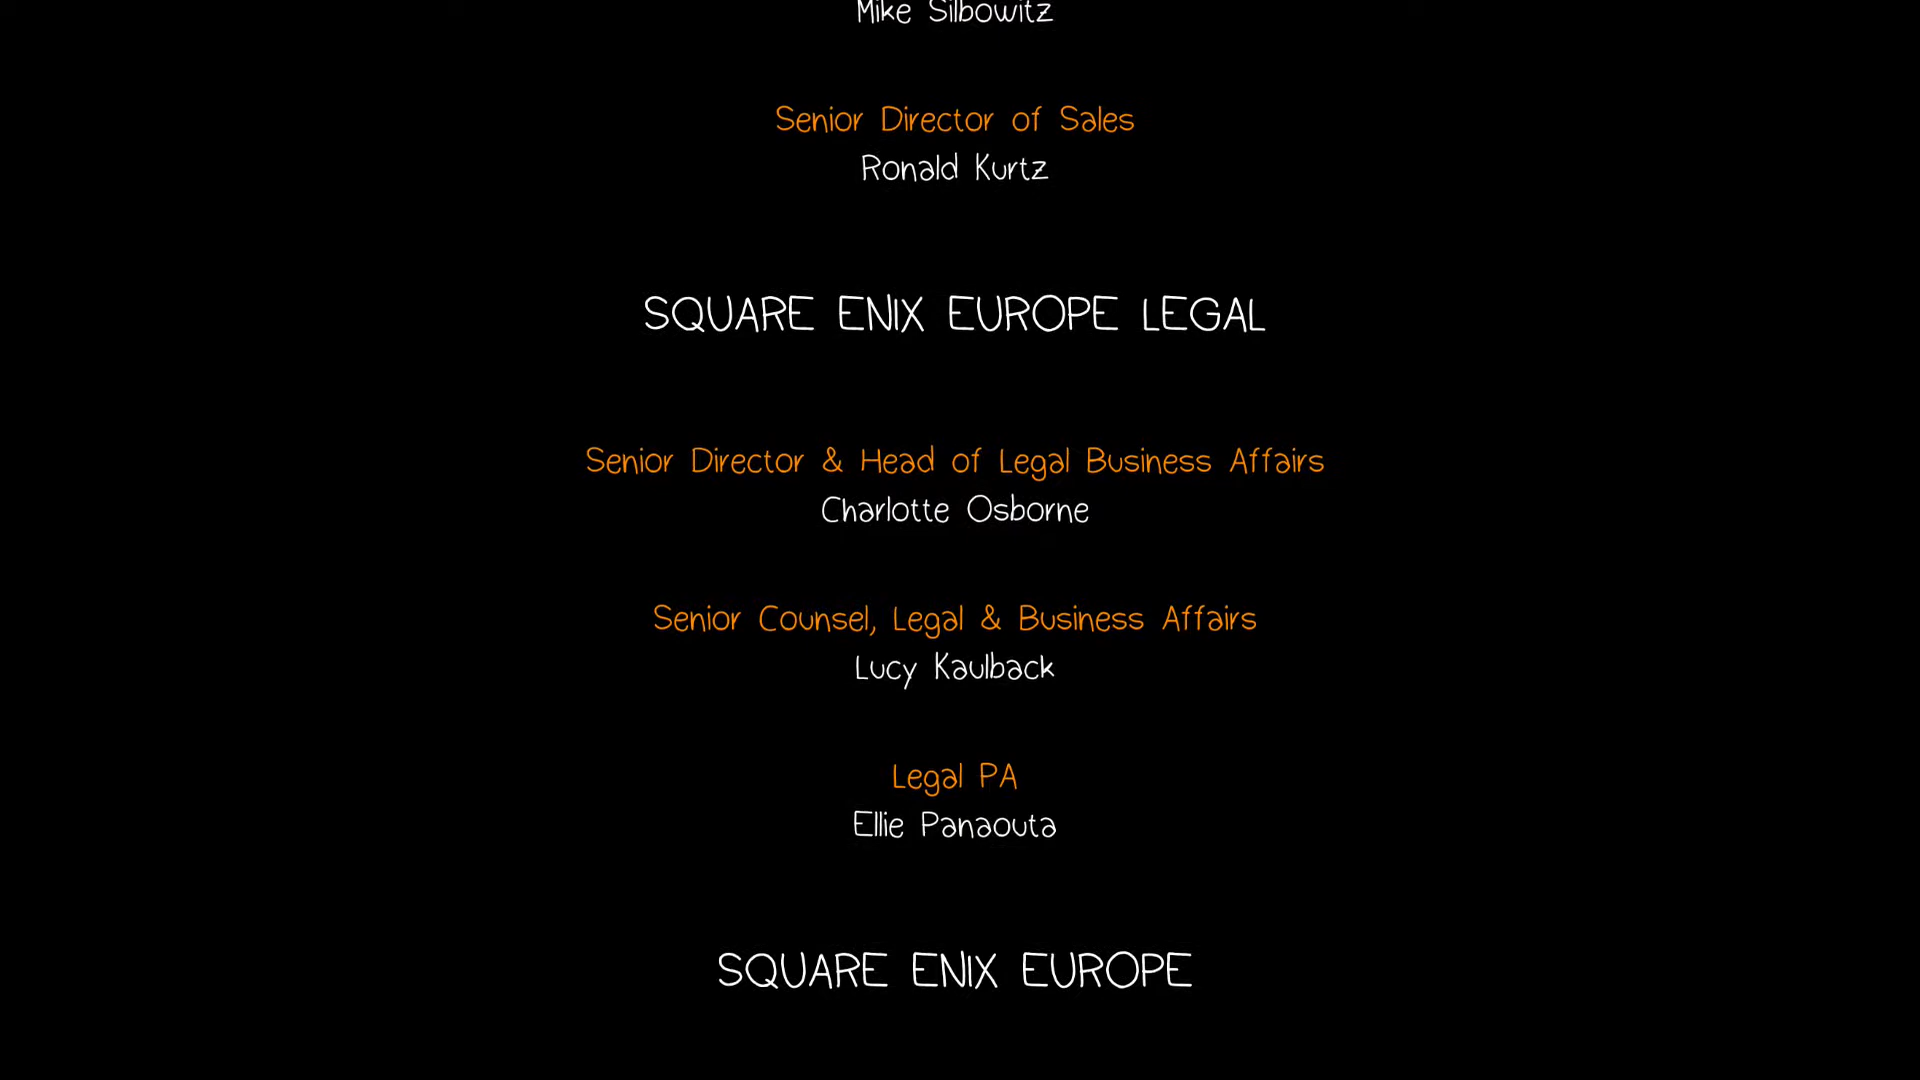 Mike Silbowitz
Senior Director of Sales
Ronald Kurtz
SQUARE ENIX EUROPE LEGAL
Senior Director & Head of Legal Business Affairs
Charlotte Osborne
Senior Counsel, Legal & Business Affairs
Lucy Kaulback
Legal PA
Ellie Panaouta
SQUARE ENIX EUROPE